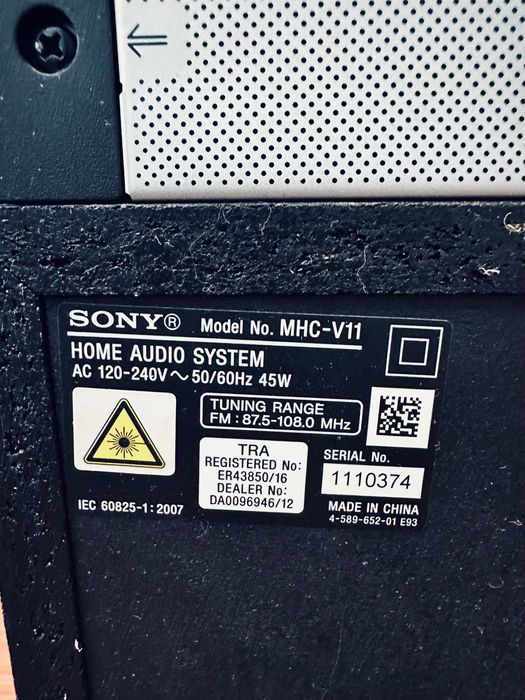 SONY® Model No. MHC-V11
HOME AUDIO SYSTEM
AC 120-240V～50/60Hz 45W
TUNING RANGE
FM : 87.5-108.0 MHz
TRA
REGISTERED No:
ER43850/16
DEALER No:
DA0096946/12
SERIAL No.
1110374
IEC 60825-1: 2007
MADE IN CHINA
4-589-652-01 E93